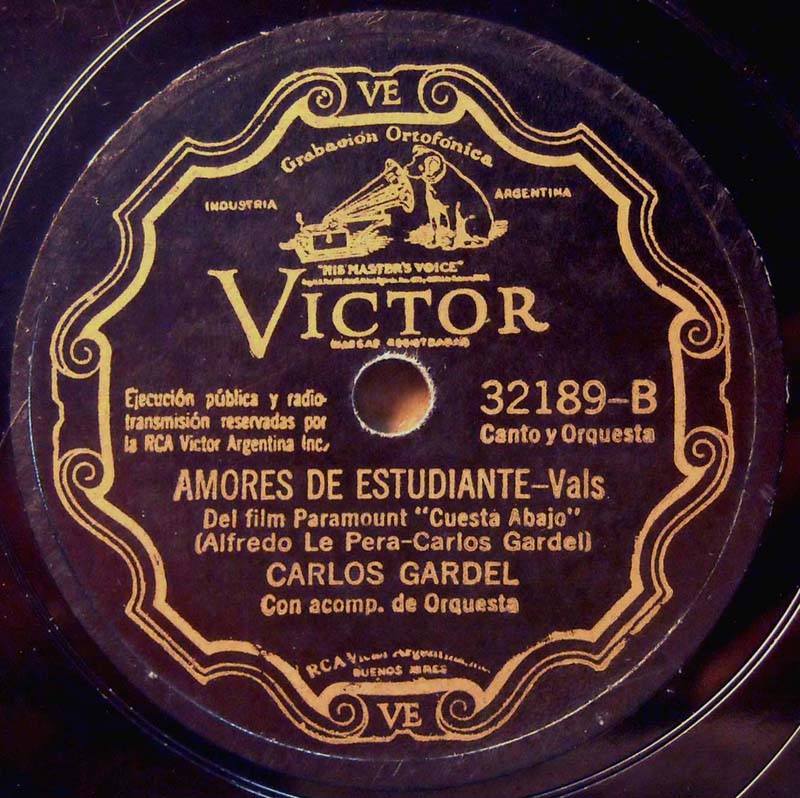 VE
Grabación Ortofónica
INDUSTRIA
ARGENTINA
"HIS MASTER'S VOICE"
VICTOR
32189-B
Canto y Orquesta
Ejecución pública y radio-
transmisión reservadas por
la RCA Victor Argentina Inc.
AMORES DE ESTUDIANTE-Vals
Del film Paramount "Cuesta Abajo"
(Alfredo Le Pera-Carlos Gardel)
CARLOS GARDEL
Con acomp. de Orquesta
RCA Victor Argentina
BUENOS AIRES
VE